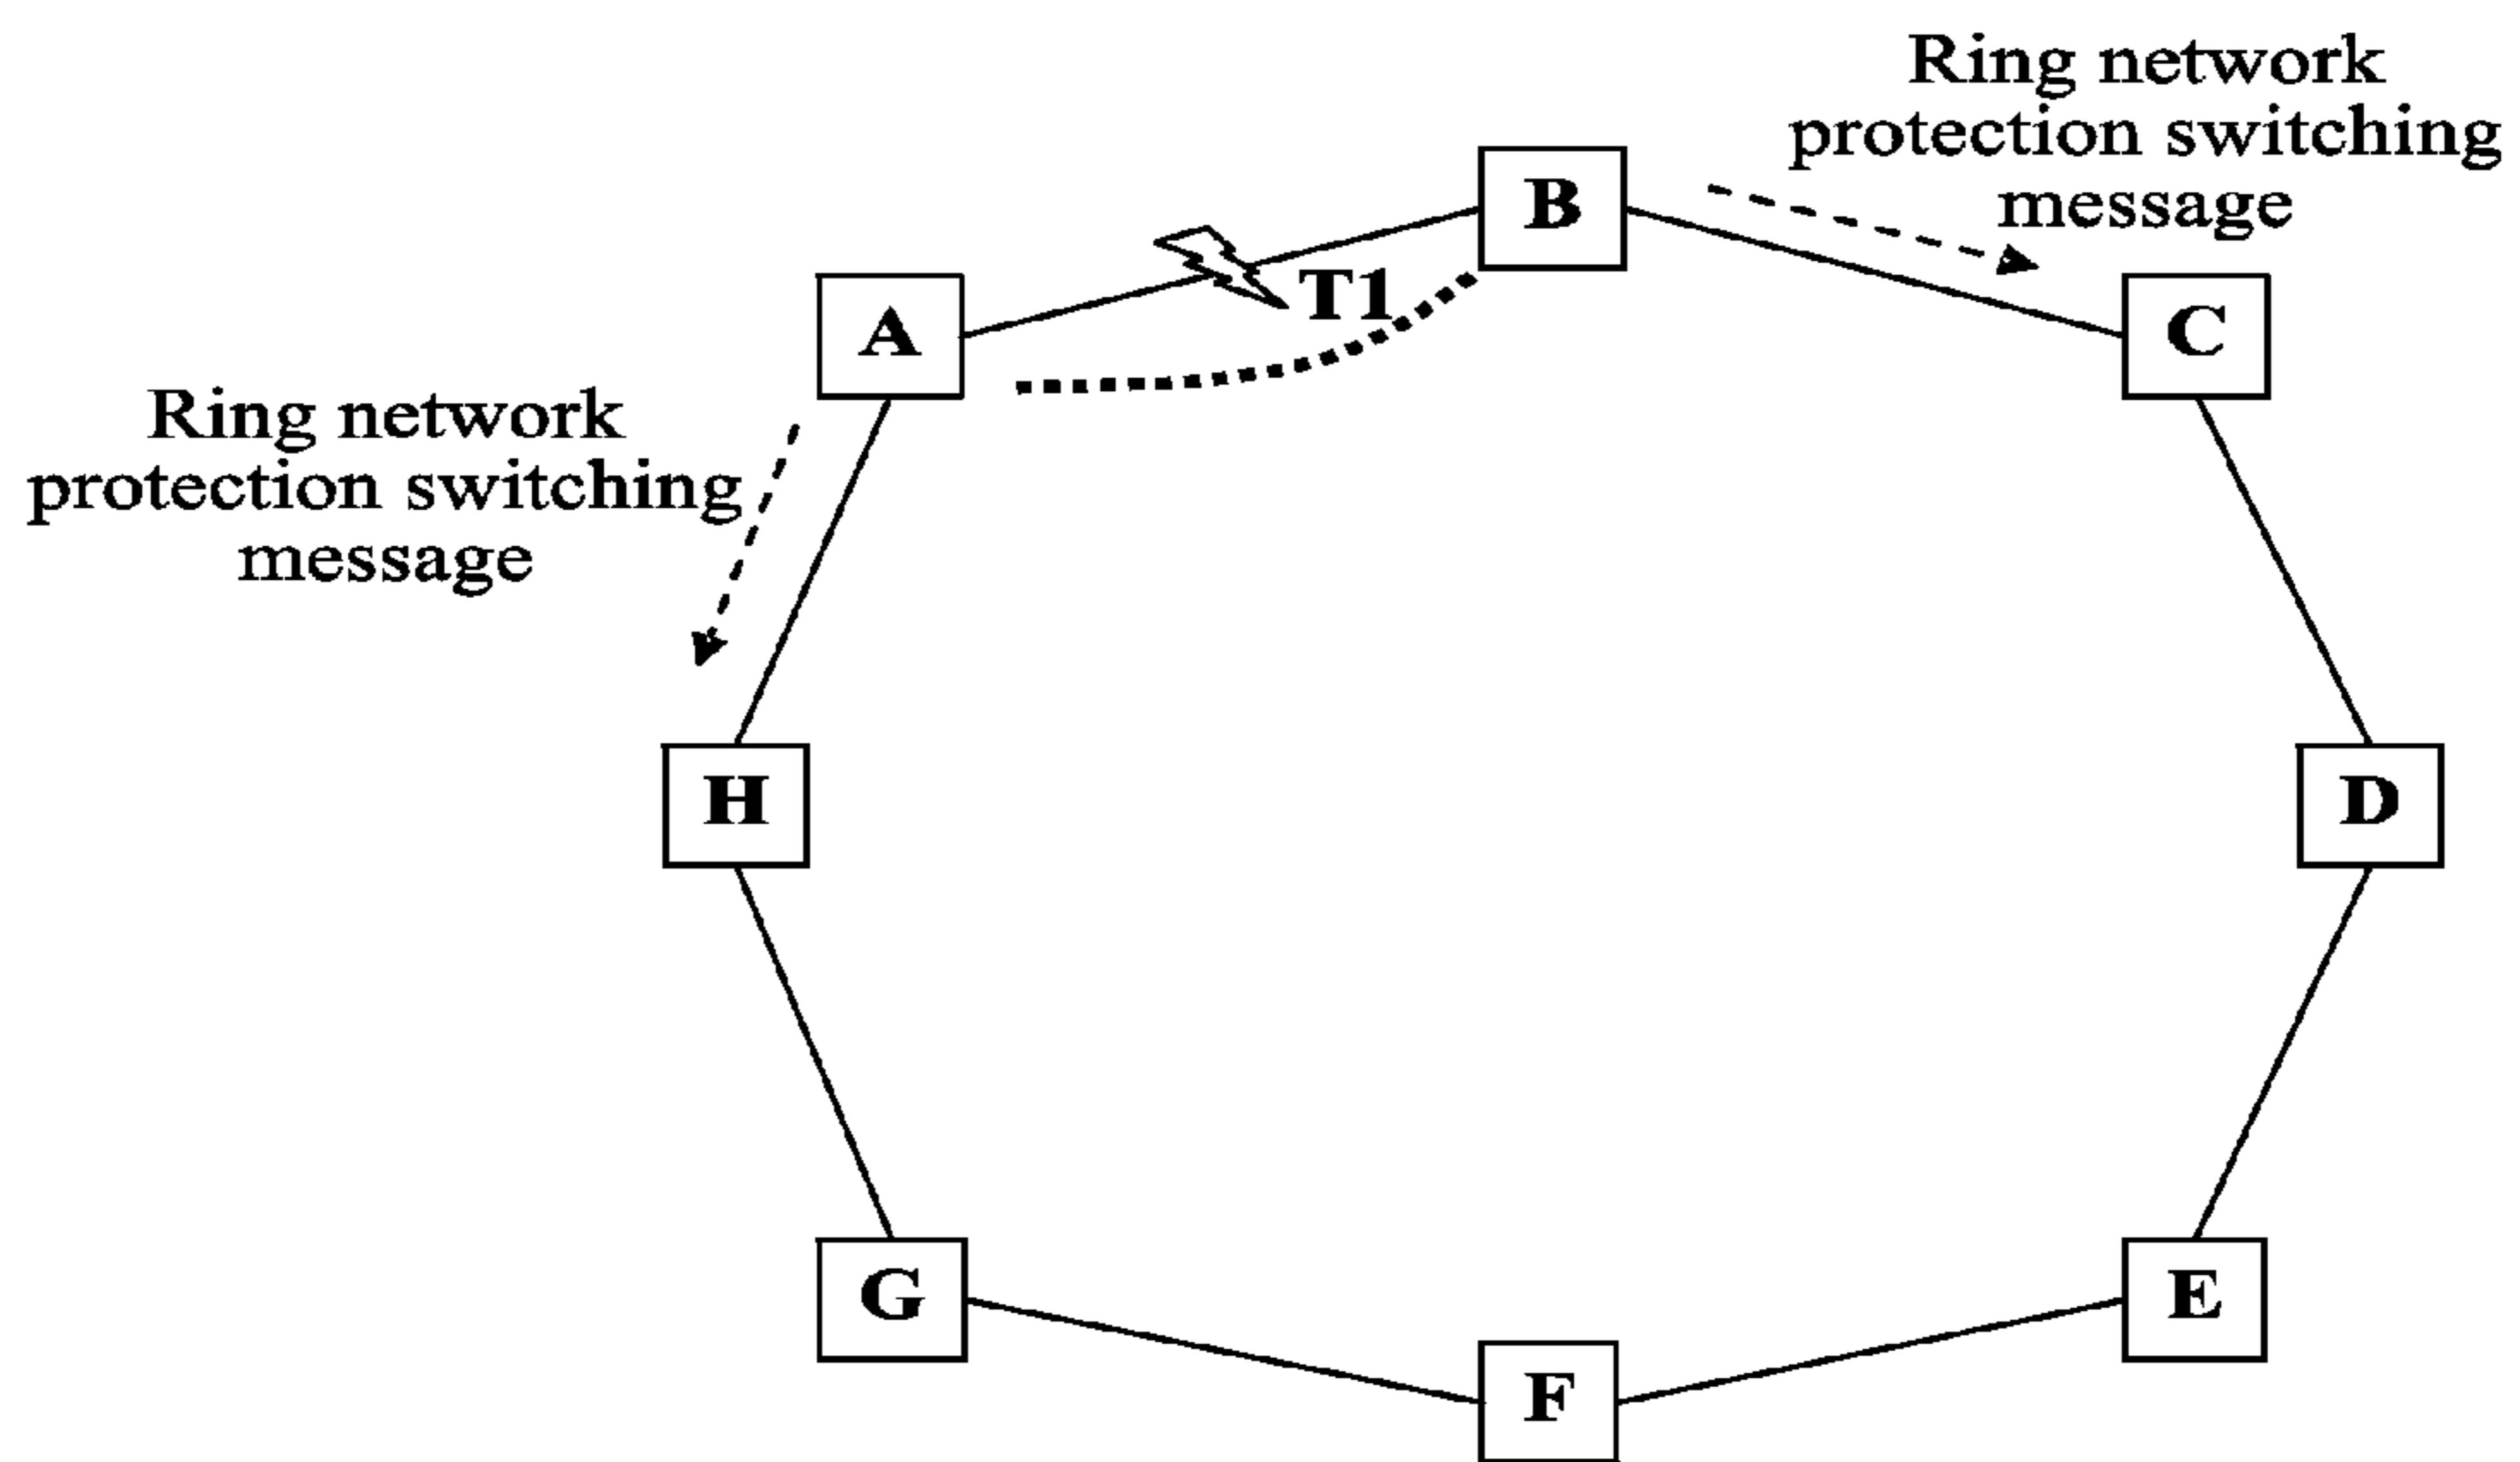 Ring network
protection switching
message
B
T1
A
C
Ring network
protection switching
message
H
D
G
E
F